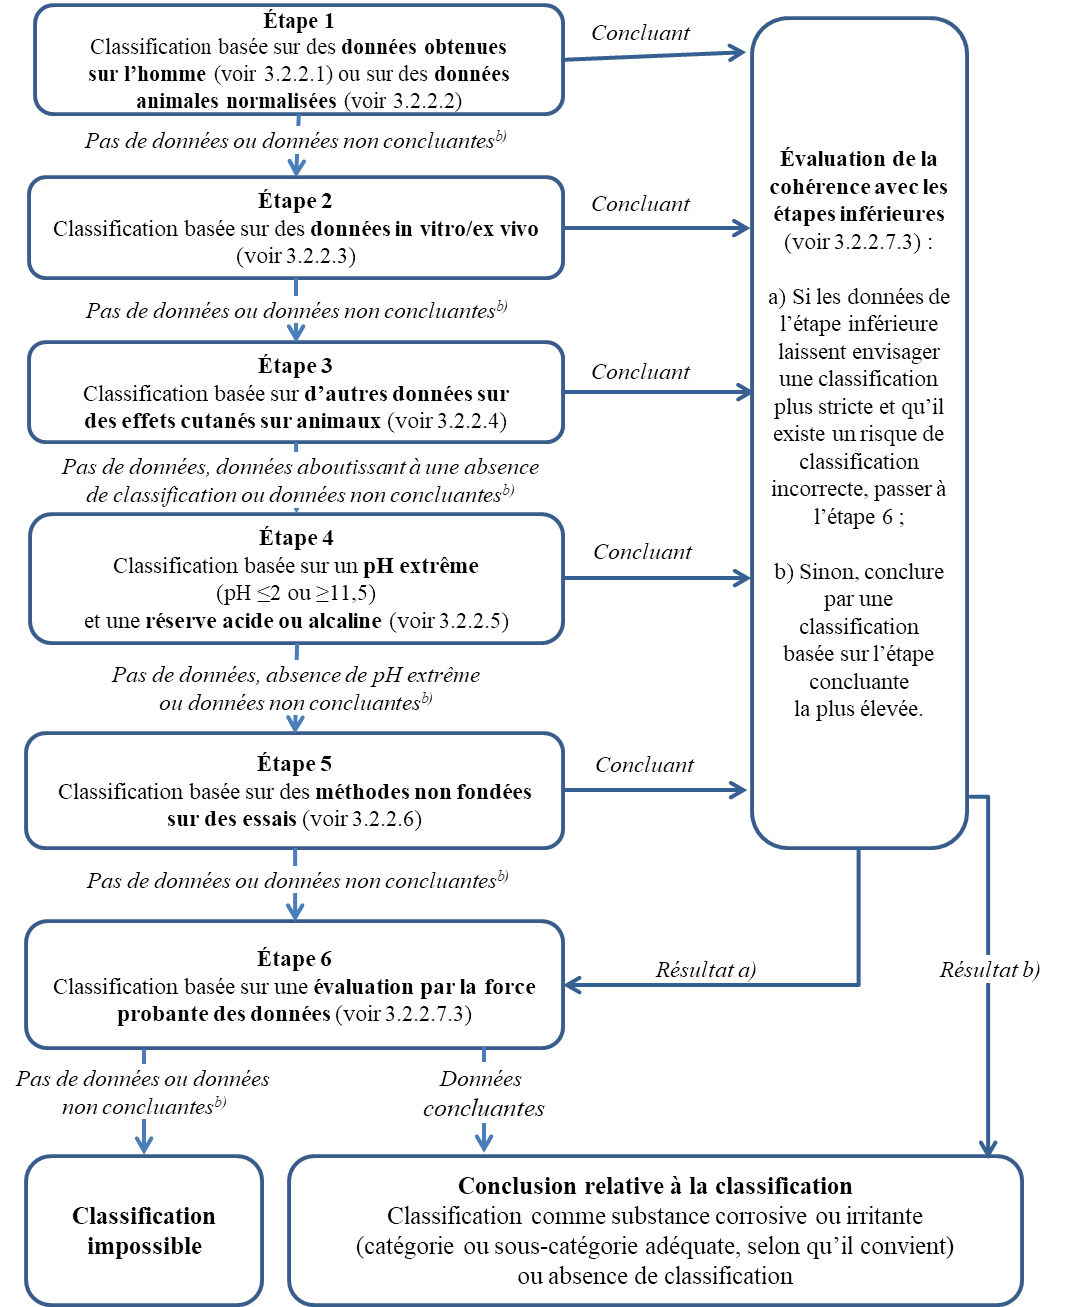 Étape 1
Classification basée sur des données obtenues
sur l’homme (voir 3.2.2.1) ou sur des données
animales normalisées (voir 3.2.2.2)
Concluant
Pas de données ou données non concluantesb)
Étape 2
Classification basée sur des données in vitro/ex vivo
(voir 3.2.2.3)
Concluant
Pas de données ou données non concluantesb)
Étape 3
Classification basée sur d’autres données sur
des effets cutanés sur animaux (voir 3.2.2.4)
Concluant
Pas de données, données aboutissant à une absence
de classification ou données non concluantesb)
Étape 4
Classification basée sur un pH extrême
(pH ≤2 ou ≥11,5)
et une réserve acide ou alcaline (voir 3.2.2.5)
Concluant
Pas de données, absence de pH extrême
ou données non concluantesb)
Étape 5
Classification basée sur des méthodes non fondées
sur des essais (voir 3.2.2.6)
Concluant
Pas de données ou données non concluantesb)
Étape 6
Classification basée sur une évaluation par la force
probante des données (voir 3.2.2.7.3)
Évaluation de la
cohérence avec les
étapes inférieures
(voir 3.2.2.7.3) :
a) Si les données de
l’étape inférieure
laissent envisager
une classification
plus stricte et qu’il
existe un risque de
classification
incorrecte, passer à
l’étape 6 ;
b) Sinon, conclure
par une
classification
basée sur l’étape
concluante
la plus élevée.
Résultat a)
Résultat b)
Pas de données ou données
non concluantesb)
Données
concluantes
Classification
impossible
Conclusion relative à la classification
Classification comme substance corrosive ou irritante
(catégorie ou sous-catégorie adéquate, selon qu’il convient)
ou absence de classification